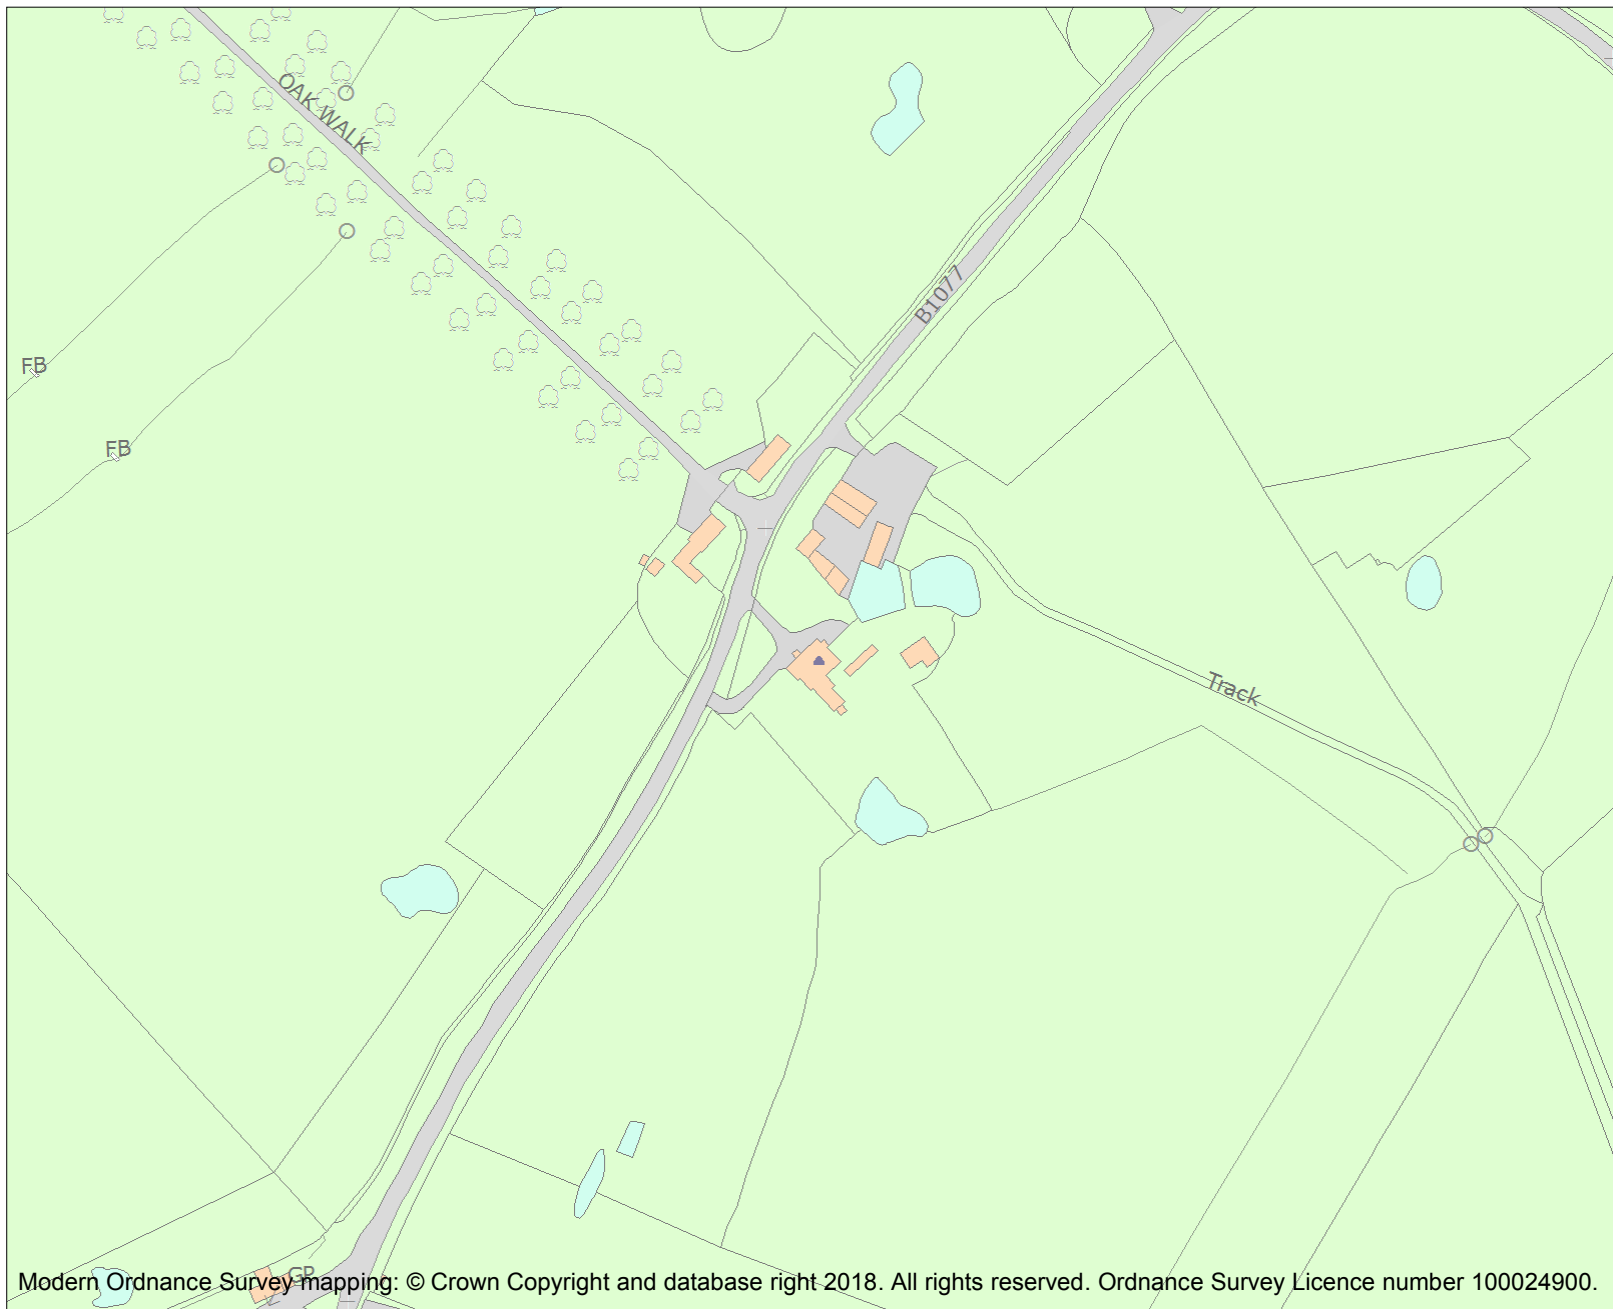 OAK WALK
B1077
FB
FB
Track
GP
Modern Ordnance Survey mapping: © Crown Copyright and database right 2018. All rights reserved. Ordnance Survey Licence number 100024900.